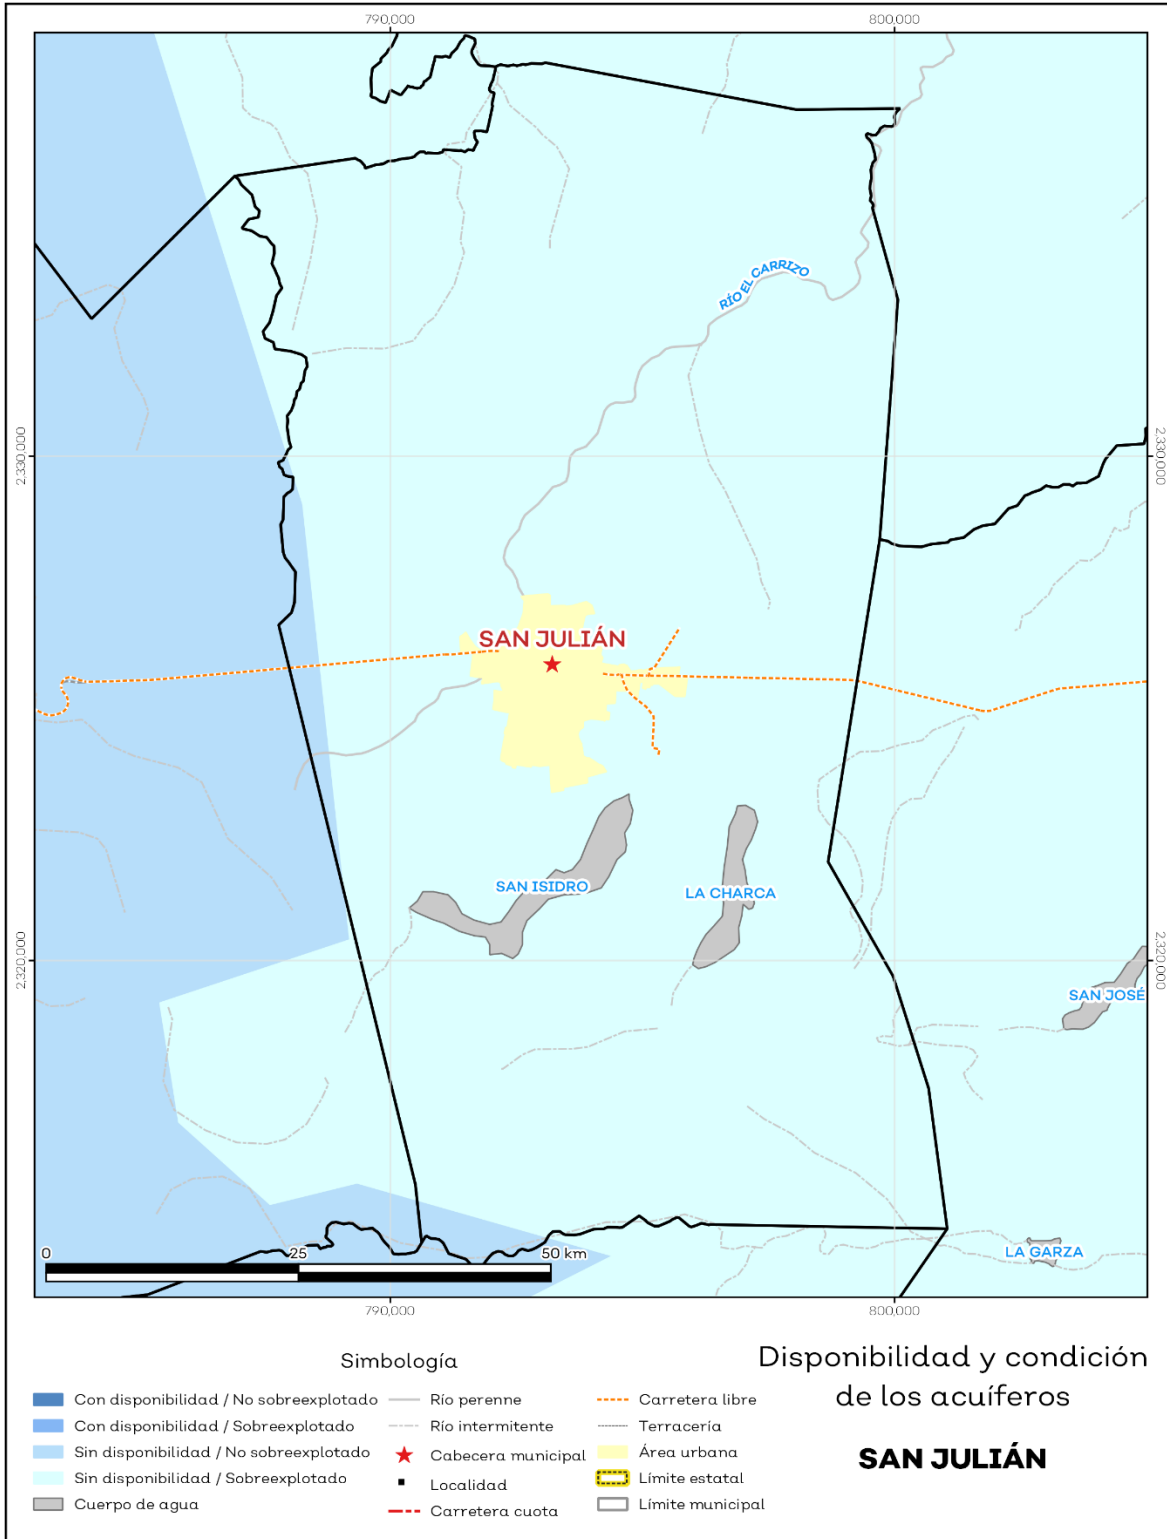 790,000
800,000
RÍO EL CARRIZO
2,330,000
2,330,000
SAN JULIÁN
SAN ISIDRO
LA CHARCA
2,320,000
2,320,000
SAN JOSÉ
LA GARZA
0
25
50 km
790,000
800,000
Simbología
Con disponibilidad / No sobreexplotado
Con disponibilidad / Sobreexplotado
Sin disponibilidad / No sobreexplotado
Sin disponibilidad / Sobreexplotado
Cuerpo de agua
Río perenne
Río intermitente
Cabecera municipal
Localidad
Carretera cuota
Carretera libre
Terracería
Área urbana
Límite estatal
Límite municipal
Disponibilidad y condición
de los acuíferos
SAN JULIÁN